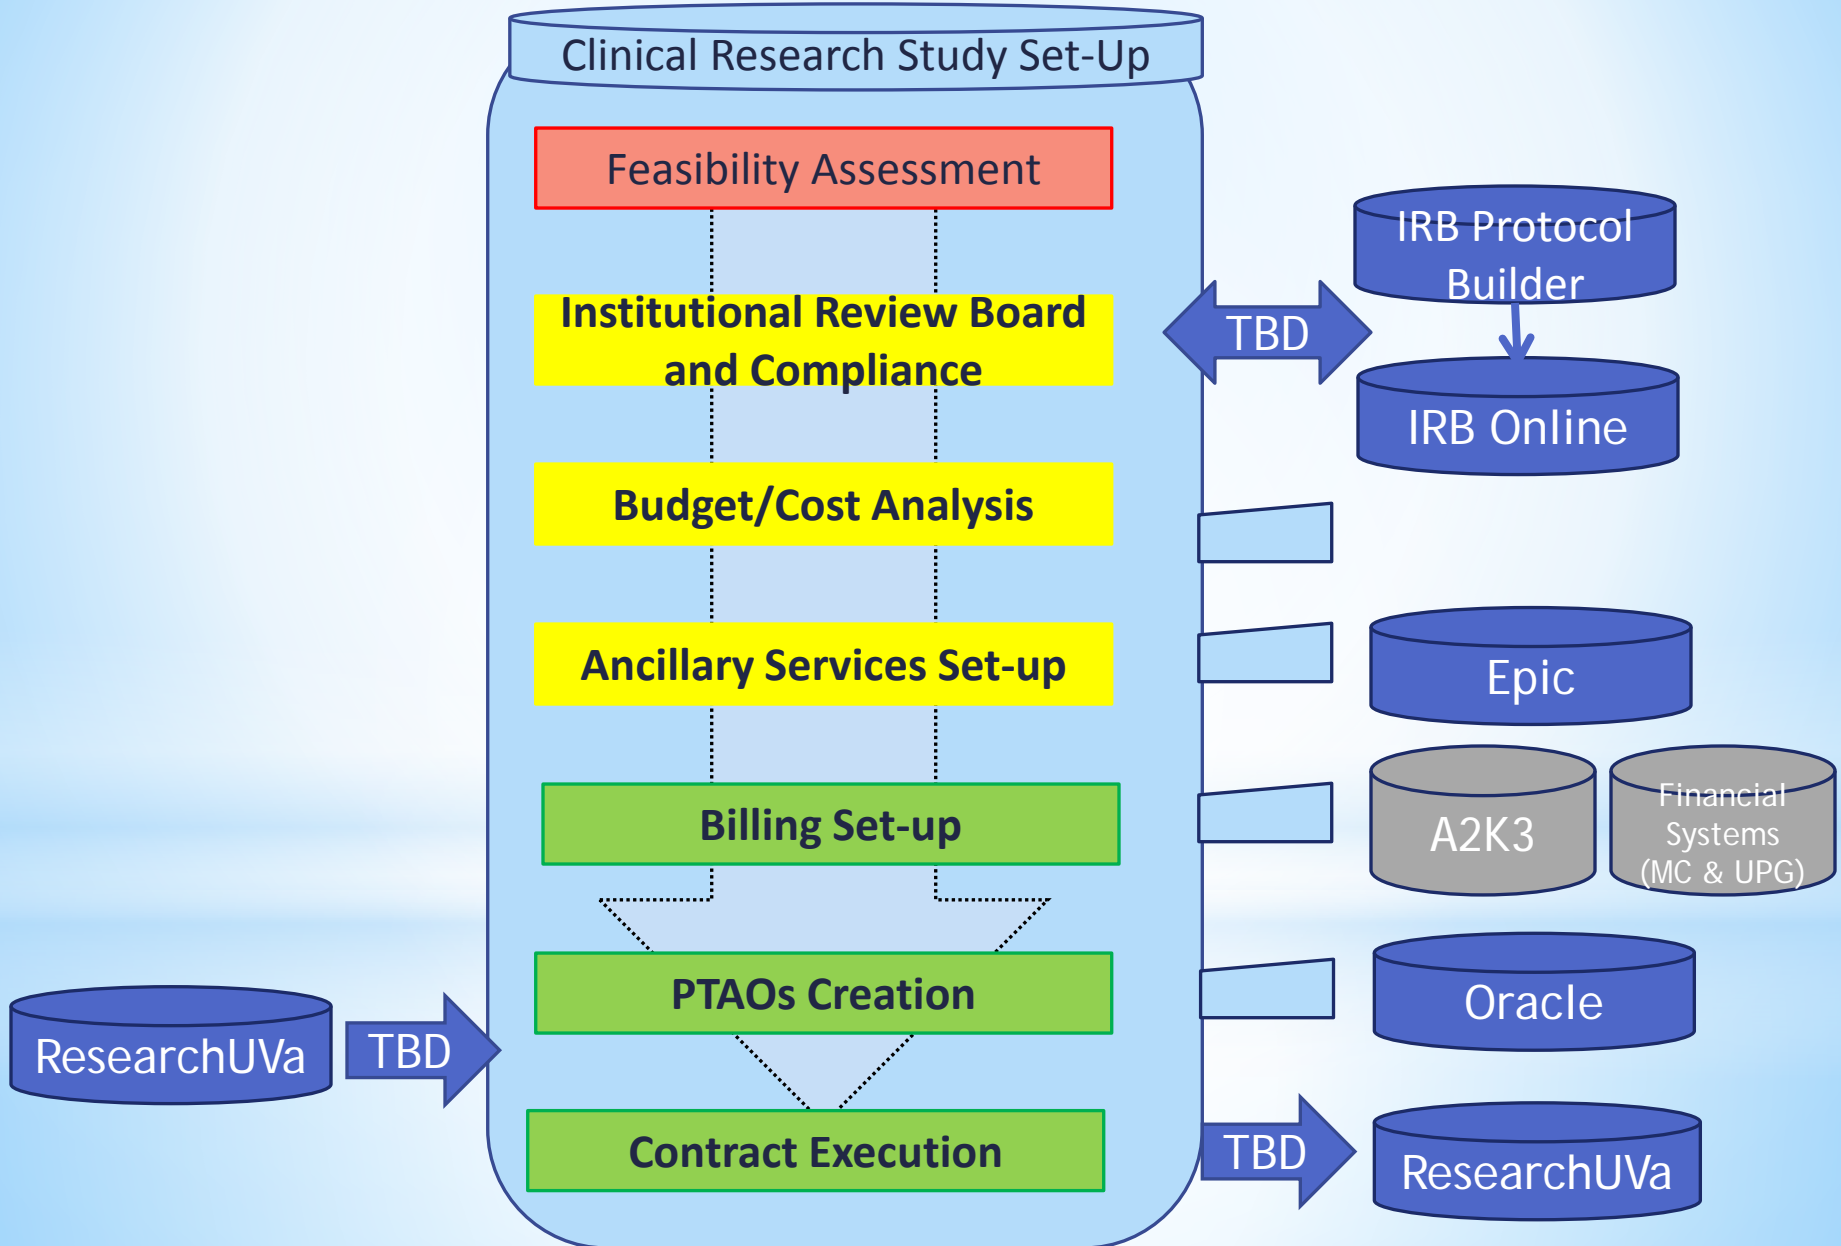 Clinical Research Study Set-Up
Feasibility Assessment
Institutional Review Board
and Compliance
Budget/Cost Analysis
Ancillary Services Set-up
Billing Set-up
PTAOs Creation
Contract Execution
ResearchUVa
TBD
TBD
IRB Protocol
Builder
IRB Online
Epic
A2K3
Financial
Systems
(MC & UPG)
Oracle
TBD
ResearchUVa